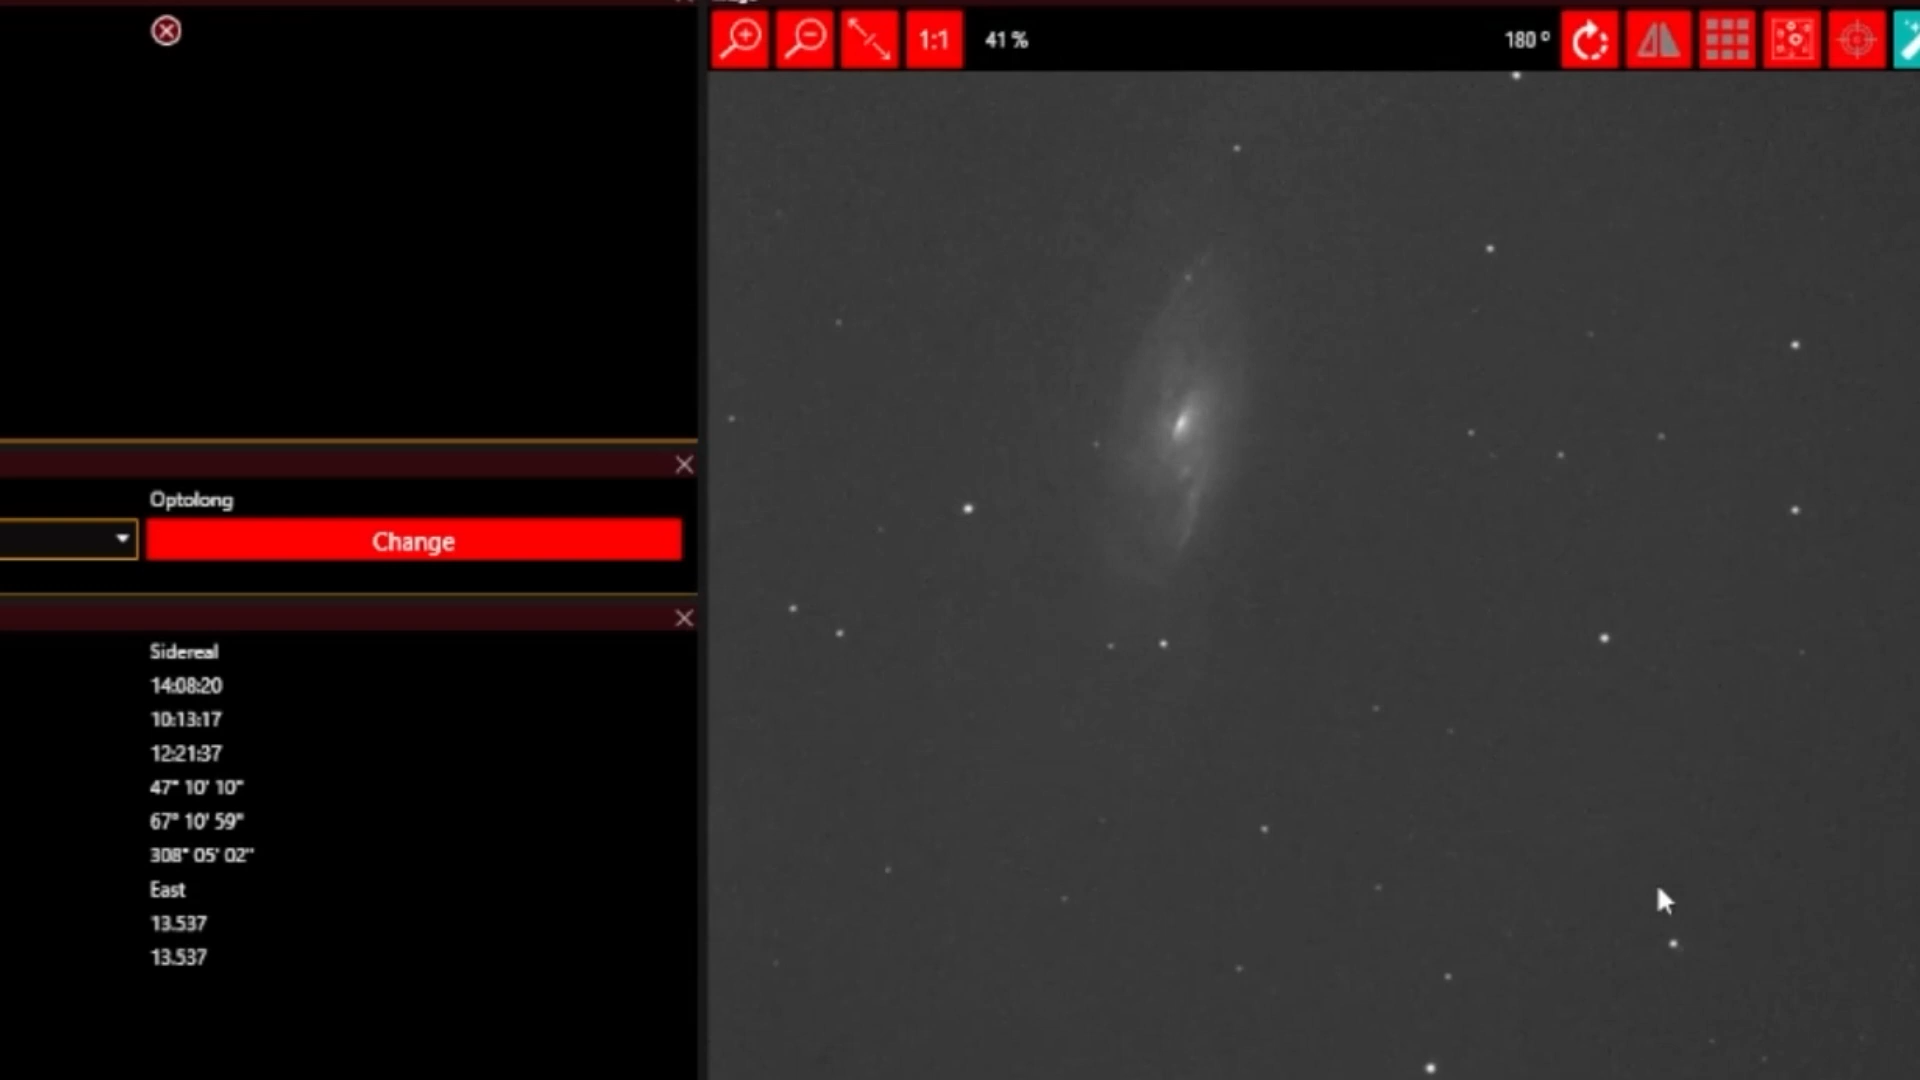 1:1
41 %
180 °
Optolong
Change
Sidereal
14:08:20
10:13:17
12:21:37
47° 10' 10"
67° 10' 59"
308° 05' 02"
East
13.537
13.537